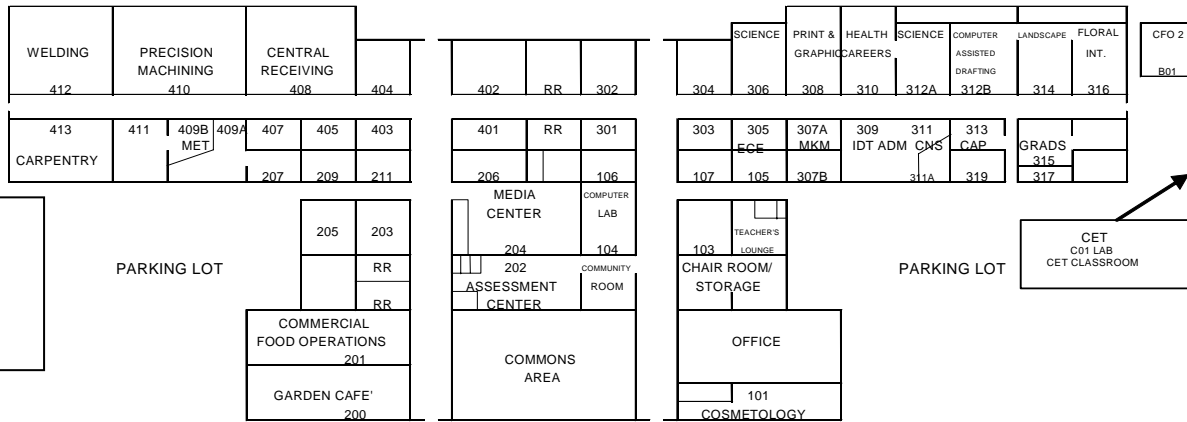 WELDING
412
PRECISION
MACHINING
410
CENTRAL
RECEIVING
408
404
402
RR
302
304
SCIENCE
306
PRINT &
GRAPHIC
308
HEALTH
CAREERS
310
SCIENCE
312A
COMPUTER
ASSISTED
DRAFTING
312B
LANDSCAPE
314
FLORAL
INT.
316
CFO 2
B01
413
CARPENTRY
411
409B
MET
409A
407
405
403
207
209
211
401
RR
301
206
106
303
305
ECE
307A
MKM
309
IDT ADM
311
CNS
313
CAP
GRADS
315
317
107
105
307B
311A
319
MEDIA
CENTER
204
COMPUTER
LAB
104
205
203
RR
RR
PARKING LOT
202
ASSESSMENT
CENTER
COMMUNITY
ROOM
103
TEACHER'S
LOUNGE
CHAIR ROOM/
STORAGE
PARKING LOT
CET
C01 LAB
CET CLASSROOM
COMMERCIAL
FOOD OPERATIONS
201
GARDEN CAFE'
200
COMMONS
AREA
OFFICE
101
COSMETOLOGY